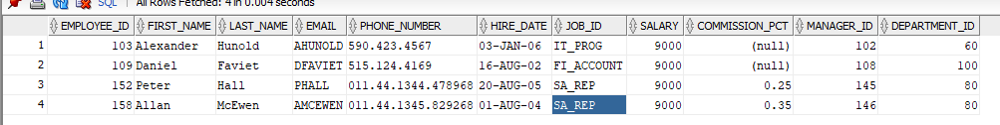 All Rows Fetched: 4 in 0.004 seconds
EMPLOYEE_ID FIRST_NAME LAST_NAME EMAIL PHONE_NUMBER HIRE_DATE JOB_ID SALARY COMMISSION_PCT MANAGER_ID DEPARTMENT_ID
1 103 Alexander Hunold AHUNOLD 590.423.4567 03-JAN-06 IT_PROG 9000 (null) 102 60
2 109 Daniel Faviet DFAVIET 515.124.4169 16-AUG-02 FI_ACCOUNT 9000 (null) 108 100
3 152 Peter Hall PHALL 011.44.1344.478968 20-AUG-05 SA_REP 9000 0.25 145 80
4 158 Allan McEwen AMCEWEN 011.44.1345.829268 01-AUG-04 SA_REP 9000 0.35 146 80